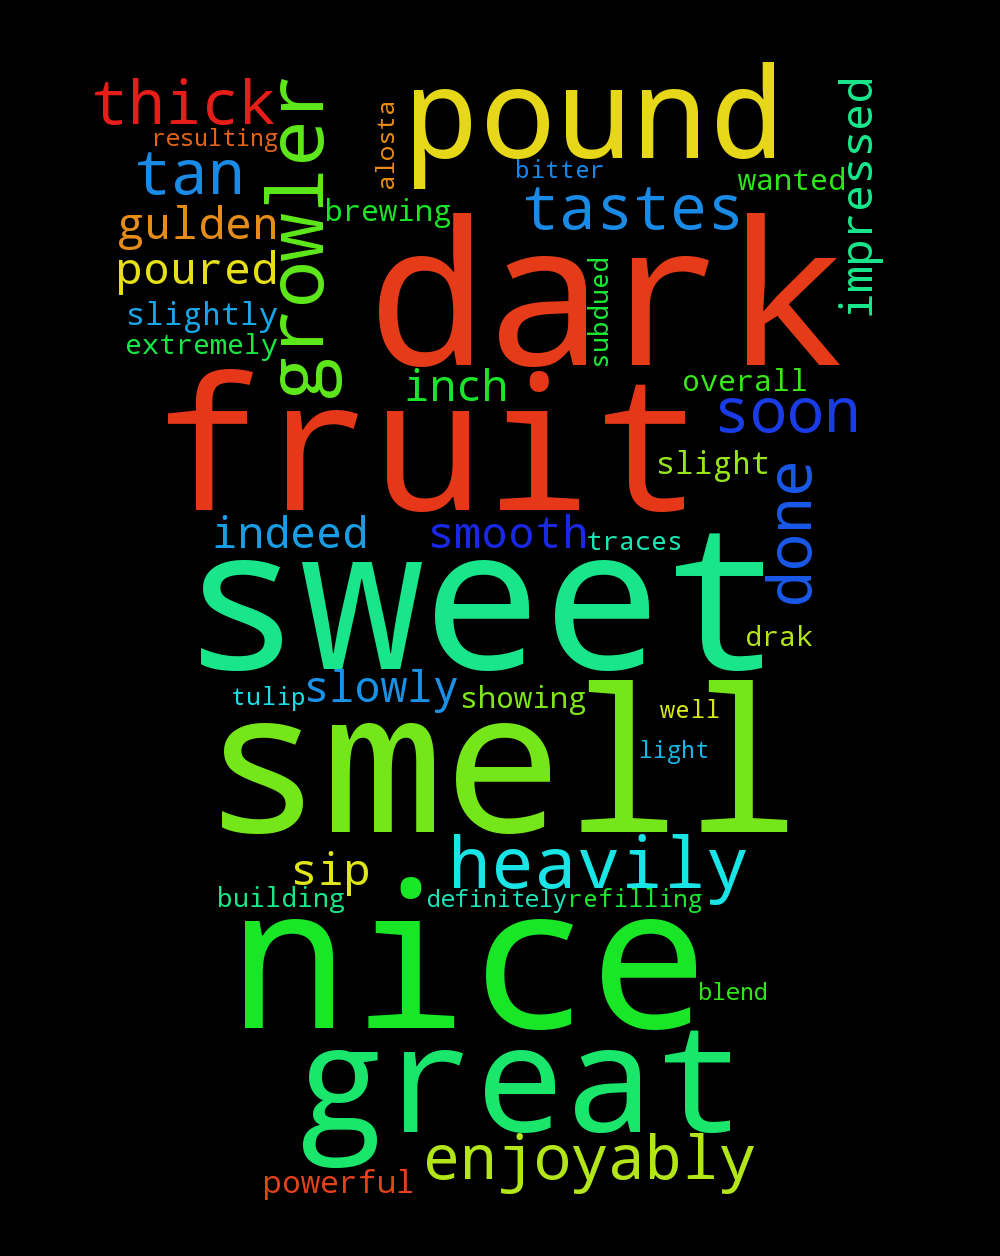 thick
pound
growler
impressed
resulting
alosta
bitter
tan
wanted
tastes
brewing
gulden
dark
poured
subdued
slightly
extremely
fruit
inch
overall
soon
slight
done
indeed
smooth
traces
sweet
drak
tulip
slowly
showing
well
smell
light
sip
heavily
building
definitely
refilling
nice
blend
great
enjoyably
powerful